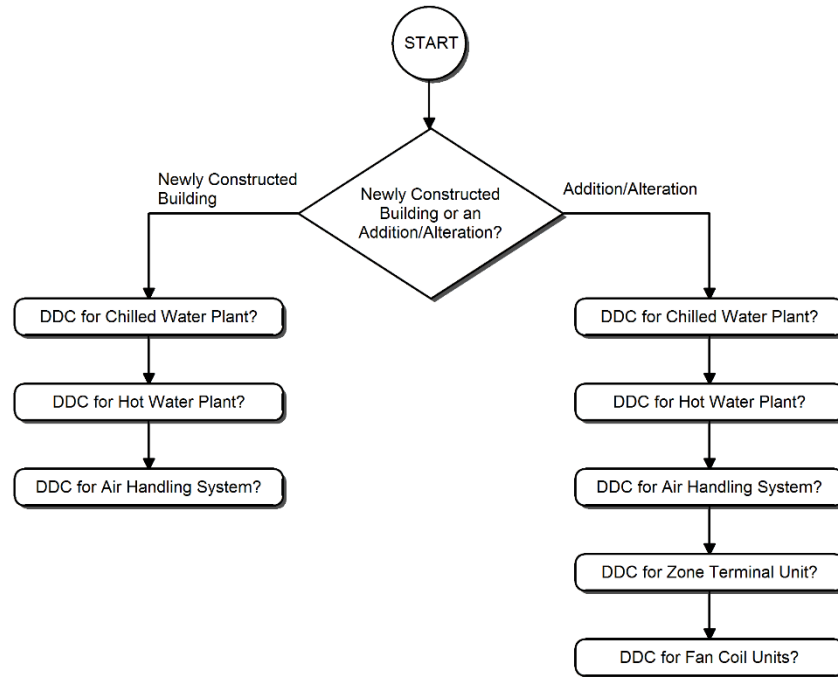 START
Newly Constructed
Building
Newly Constructed
Building or an
Addition/Alteration?
Addition/Alteration
DDC for Chilled Water Plant?
DDC for Hot Water Plant?
DDC for Air Handling System?
DDC for Chilled Water Plant?
DDC for Hot Water Plant?
DDC for Air Handling System?
DDC for Zone Terminal Unit?
DDC for Fan Coil Units?